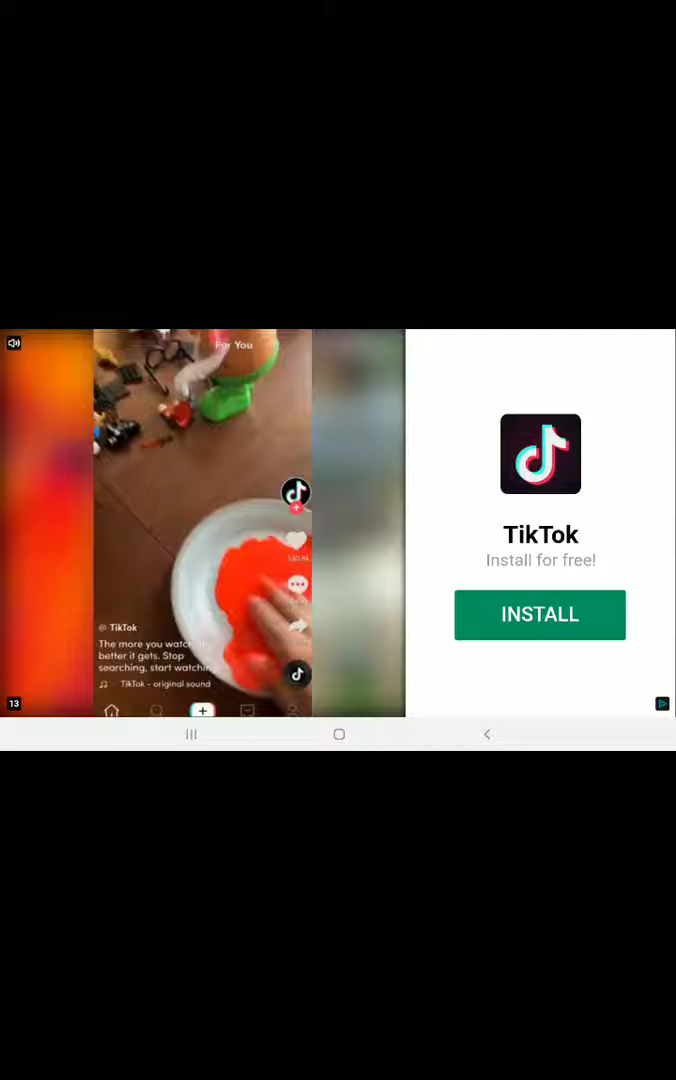 For You
@ TikTok
The more you watch
better it gets. Stop
searching, start watchin
TikTok - original sound
13
TikTok
Install for free!
INSTALL